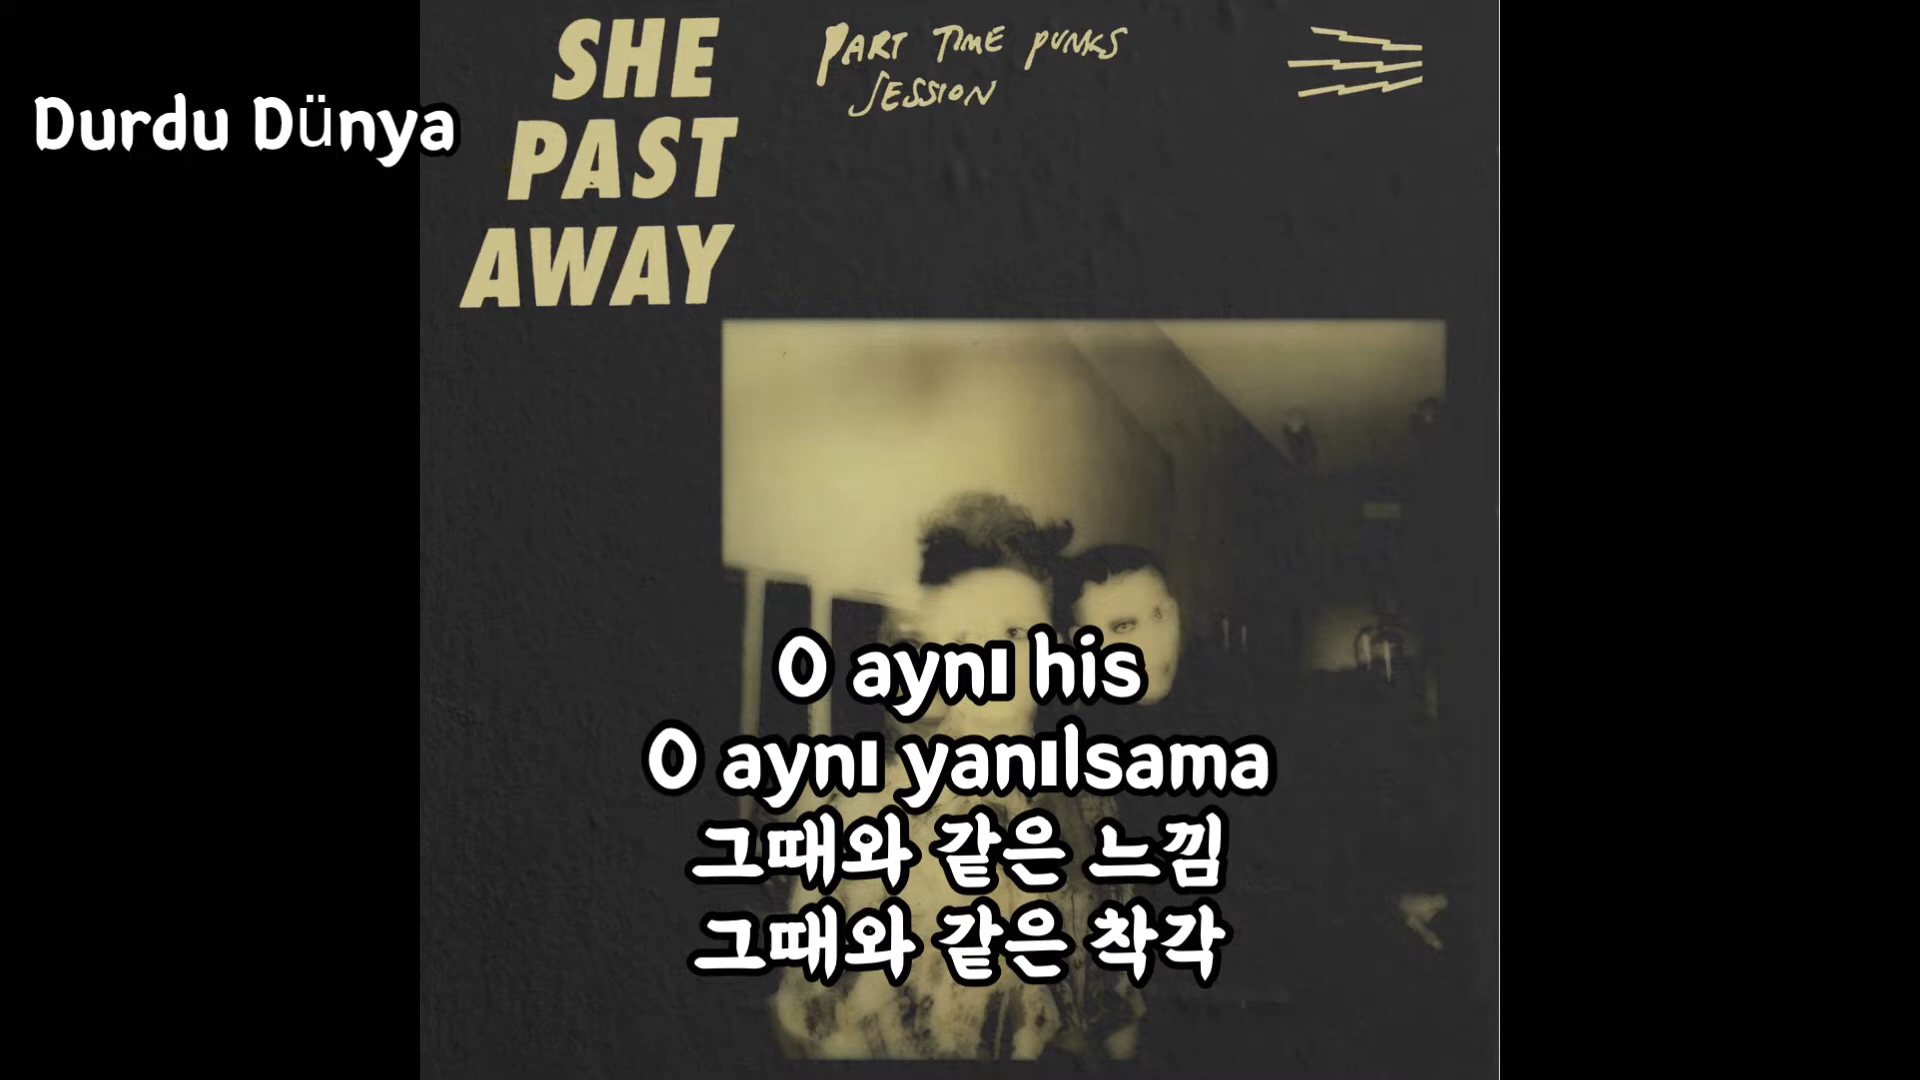 SHE
PAST
AWAY
PART TIME PUNKS
SESSION
Durdu Dünya
O aynı his
O aynı yanılsama
그때와 같은 느낌
그때와 같은 착각